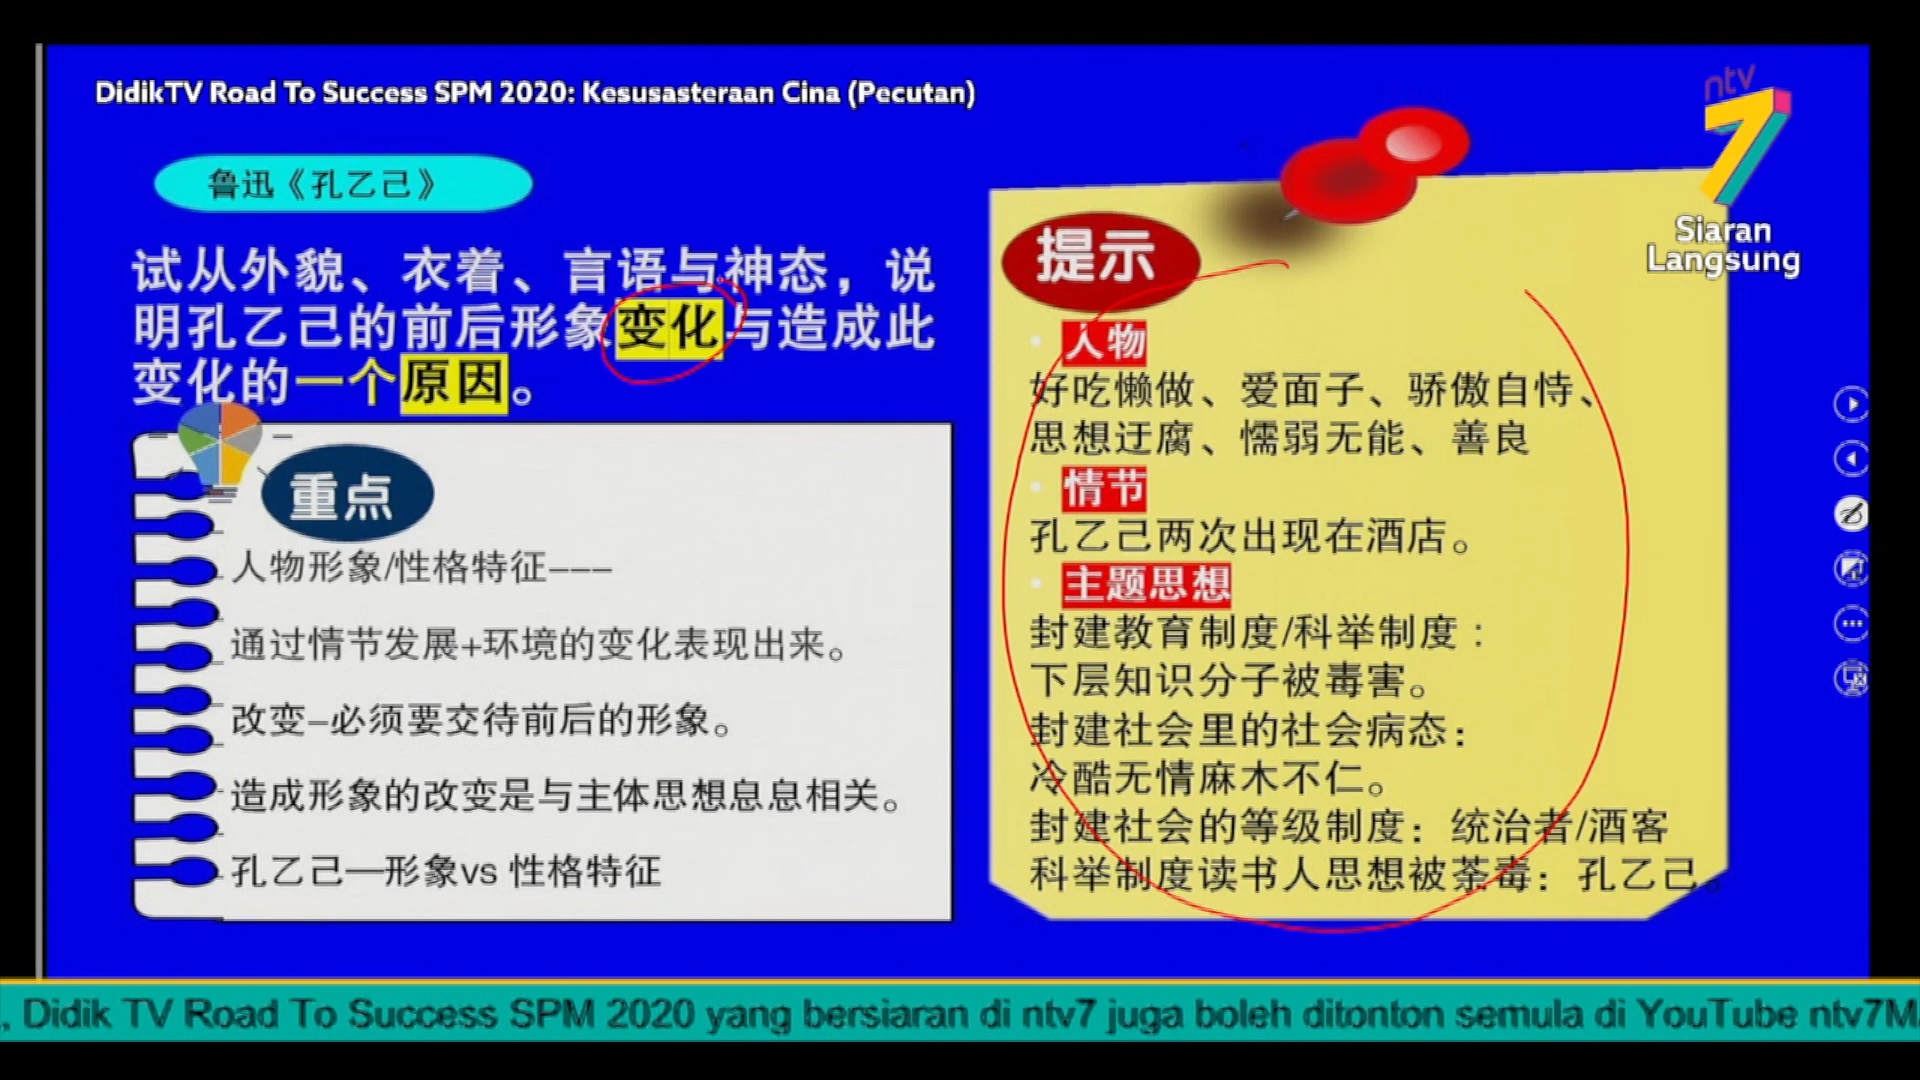 DidikTV Road To Success SPM 2020: Kesusasteraan Cina (Pecutan)
ntv
7
Siaran
Langsung
鲁迅《孔乙己》
试从外貌、衣着、言语与神态，说
明孔乙己的前后形象变化与造成此
变化的一个原因。
重点
人物形象/性格特征---
通过情节发展+环境的变化表现出来。
改变-必须要交待前后的形象。
造成形象的改变是与主体思想息息相关。
孔乙己—形象vs 性格特征
提示
人物
好吃懒做、爱面子、骄傲自恃、
思想迂腐、懦弱无能、善良
情节
孔乙己两次出现在酒店。
主题思想
封建教育制度/科举制度：
下层知识分子被毒害。
封建社会里的社会病态：
冷酷无情麻木不仁。
封建社会的等级制度：统治者/酒客
科举制度读书人思想被荼毒：孔乙己。
, Didik TV Road To Success SPM 2020 yang bersiaran di ntv7 juga boleh ditonton semula di YouTube ntv7M